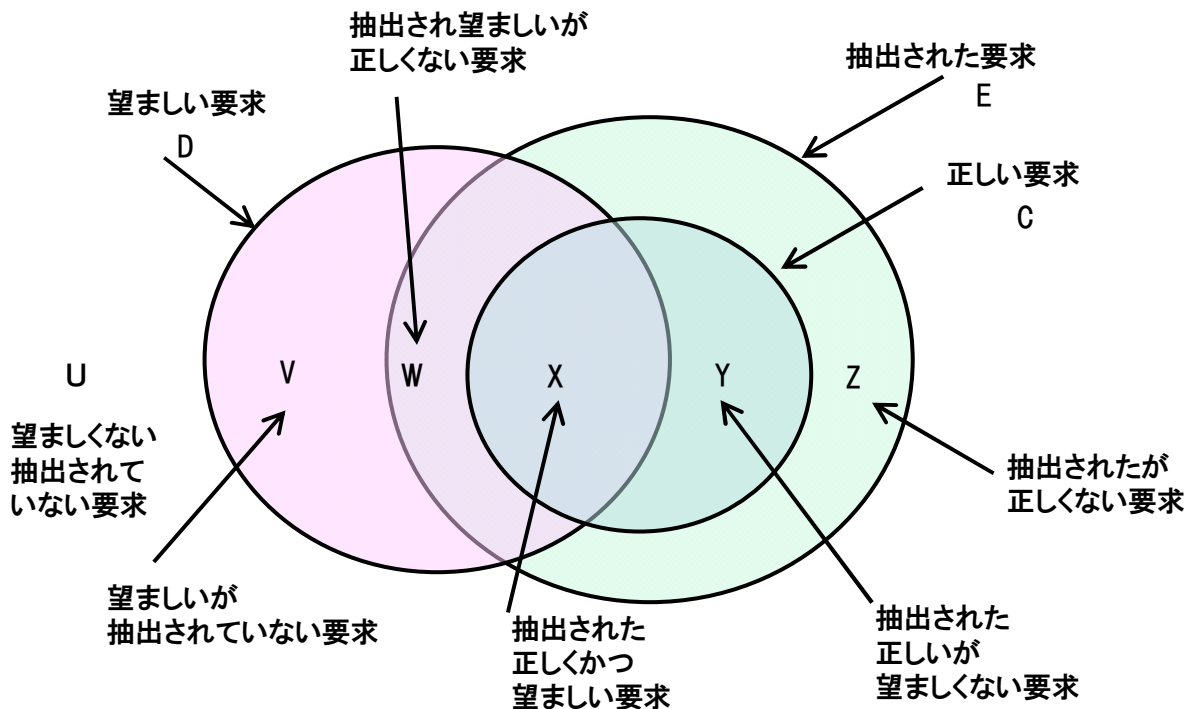 抽出され望ましいが
正しくない要求
抽出された要求
E
望ましい要求
D
正しい要求
C
U
V
W
X
Y
Z
望ましくない
抽出されて
いない要求
抽出されたが
正しくない要求
望ましいが
抽出されていない要求
抽出された
正しくかつ
望ましい要求
抽出された
正しいが
望ましくない要求